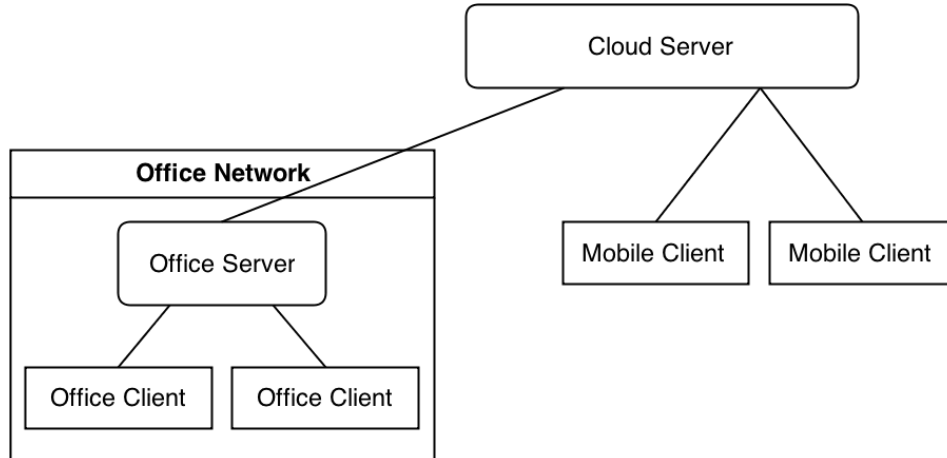 Cloud Server
Office Network
Office Server
Mobile Client
Mobile Client
Office Client
Office Client